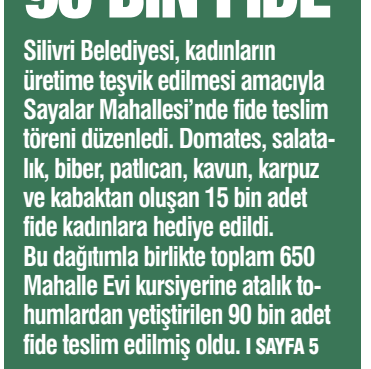 90 BİN FİDE
Silivri Belediyesi, kadınların
üretime teşvik edilmesi amacıyla
Sayalar Mahallesi’nde fide teslim
töreni düzenledi. Domates, salata-
lık, biber, patlıcan, kavun, karpuz
ve kabaktan oluşan 15 bin adet
fide kadınlara hediye edildi.
Bu dağıtımla birlikte toplam 650
Mahalle Evi kursiyerine atalık to-
humlardan yetiştirilen 90 bin adet
fide teslim edilmiş oldu. I SAYFA 5